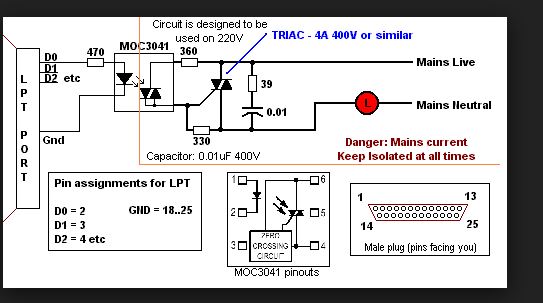 Circuit is designed to be
used on 220V
TRIAC - 4A 400V or similar
D0
470
MOC3041
360
Mains Live
D1
D2 etc
39
0.01
L
P
T
P
O
R
T
L
Mains Neutral
Gnd
330
Danger: Mains current
Keep Isolated at all times
Capacitor: 0.01uF 400V
Pin assignments for LPT
D0 = 2
GND = 18..25
D1 = 3
D2 = 4 etc
1
6
2
5
3
4
ZERO
CROSSING
CIRCUIT
MOC3041 pinouts
1
13
14
25
Male plug (pins facing you)